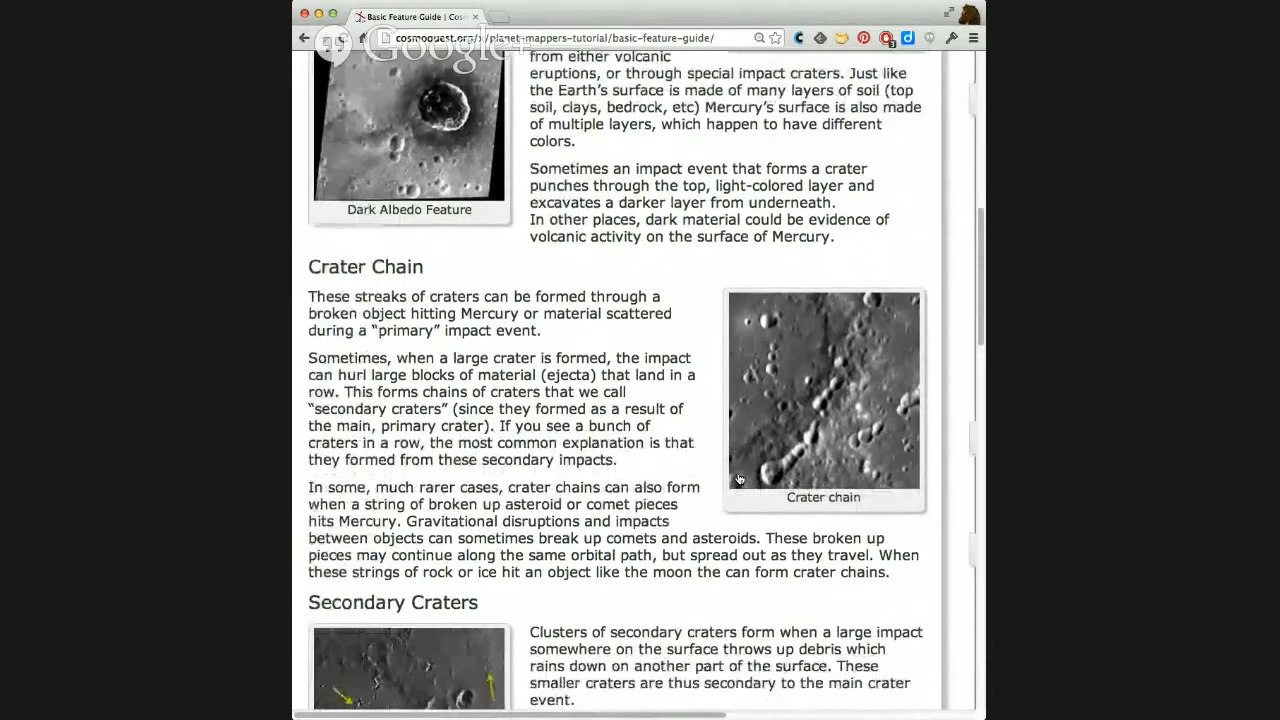 Basic Feature Guide | Cosm
cosmoquest.org/x/planet-mappers-tutorial/basic-feature-guide/
Google+
from either volcanic
eruptions, or through special impact craters. Just like
the Earth's surface is made of many layers of soil (top
soil, clays, bedrock, etc) Mercury's surface is also made
of multiple layers, which happen to have different
colors.
Sometimes an impact event that forms a crater
punches through the top, light-colored layer and
excavates a darker layer from underneath.
In other places, dark material could be evidence of
volcanic activity on the surface of Mercury.
Dark Albedo Feature
Crater Chain
These streaks of craters can be formed through a
broken object hitting Mercury or material scattered
during a “primary” impact event.
Sometimes, when a large crater is formed, the impact
can hurl large blocks of material (ejecta) that land in a
row. This forms chains of craters that we call
“secondary craters” (since they formed as a result of
the main, primary crater). If you see a bunch of
craters in a row, the most common explanation is that
they formed from these secondary impacts.
Crater chain
In some, much rarer cases, crater chains can also form
when a string of broken up asteroid or comet pieces
hits Mercury. Gravitational disruptions and impacts
between objects can sometimes break up comets and asteroids. These broken up
pieces may continue along the same orbital path, but spread out as they travel. When
these strings of rock or ice hit an object like the moon the can form crater chains.
Secondary Craters
Clusters of secondary craters form when a large impact
somewhere on the surface throws up debris which
rains down on another part of the surface. These
smaller craters are thus secondary to the main crater
event.